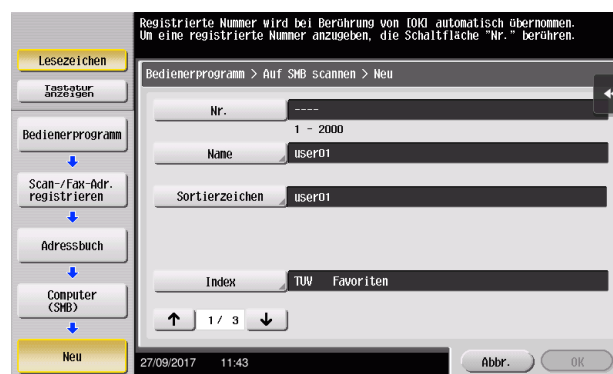 Registrierte Nummer wird bei Berührung von [OK] automatisch übernommen.
Um eine registrierte Nummer anzugeben, die Schaltfläche "Nr." berühren.
Lesezeichen
Tastatur
anzeigen
Bedienerprogramm
Scan-/Fax-Adr.
registrieren
Adressbuch
Computer
(SMB)
Neu
Bedienerprogramm > Auf SMB scannen > Neu
Nr. ----
1 - 2000
Name user01
Sortierzeichen user01
Index TUV Favoriten
1/ 3
27/09/2017 11:43
Abbr. OK